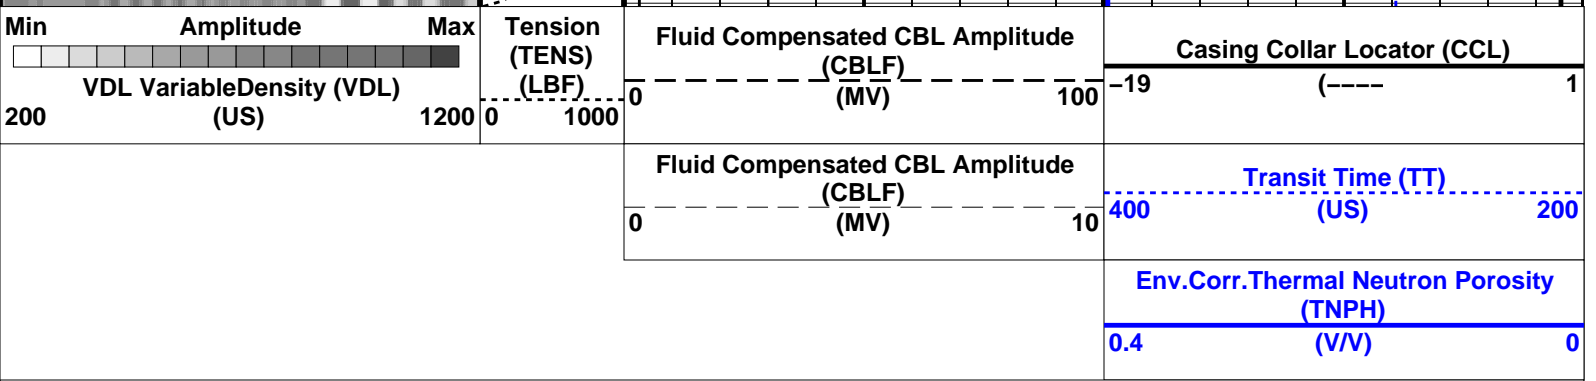 Min Amplitude Max
VDL VariableDensity (VDL)
200 (US) 1200
Tension
(TENS)
(LBF)
0 1000
Fluid Compensated CBL Amplitude
(CBLF)
0 (MV) 100
Casing Collar Locator (CCL)
−19 (−−−− 1
Fluid Compensated CBL Amplitude
(CBLF)
0 (MV) 10
Transit Time (TT)
400 (US) 200
Env.Corr.Thermal Neutron Porosity
(TNPH)
0.4 (V/V) 0